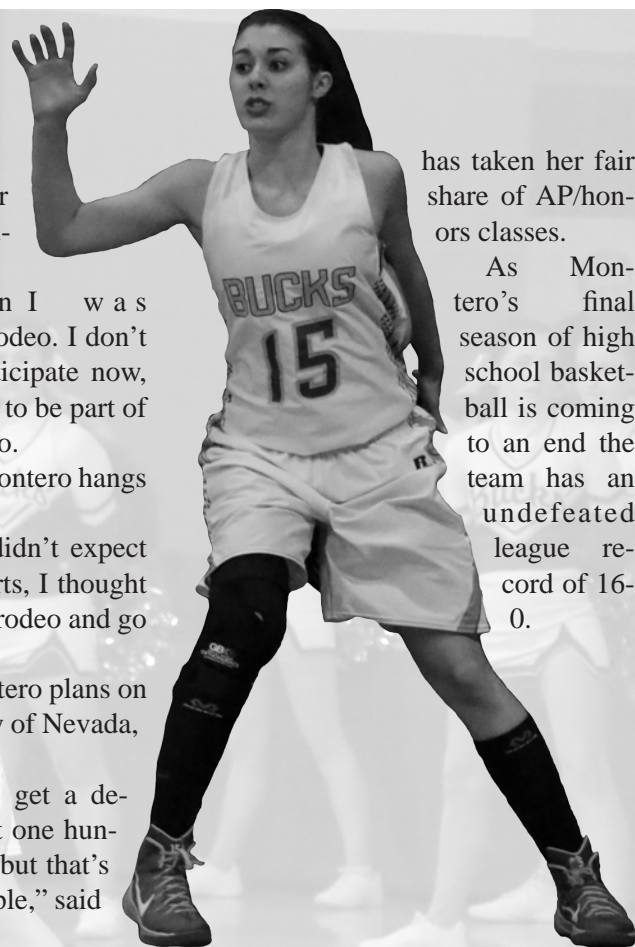 r
-
n I was
odeo. I don't
ticipate now,
to be part of
o.
ontero hangs
didn't expect
rts, I thought
rodeo and go
tero plans on
y of Nevada,
get a de-
t one hun-
but that's
ble," said
BUCKS
15
R
has taken her fair
share of AP/hon-
ors classes.
As Mon-
tero's final
season of high
school basket-
ball is coming
to an end the
team has an
undefeated
league re-
cord of 16-
0.